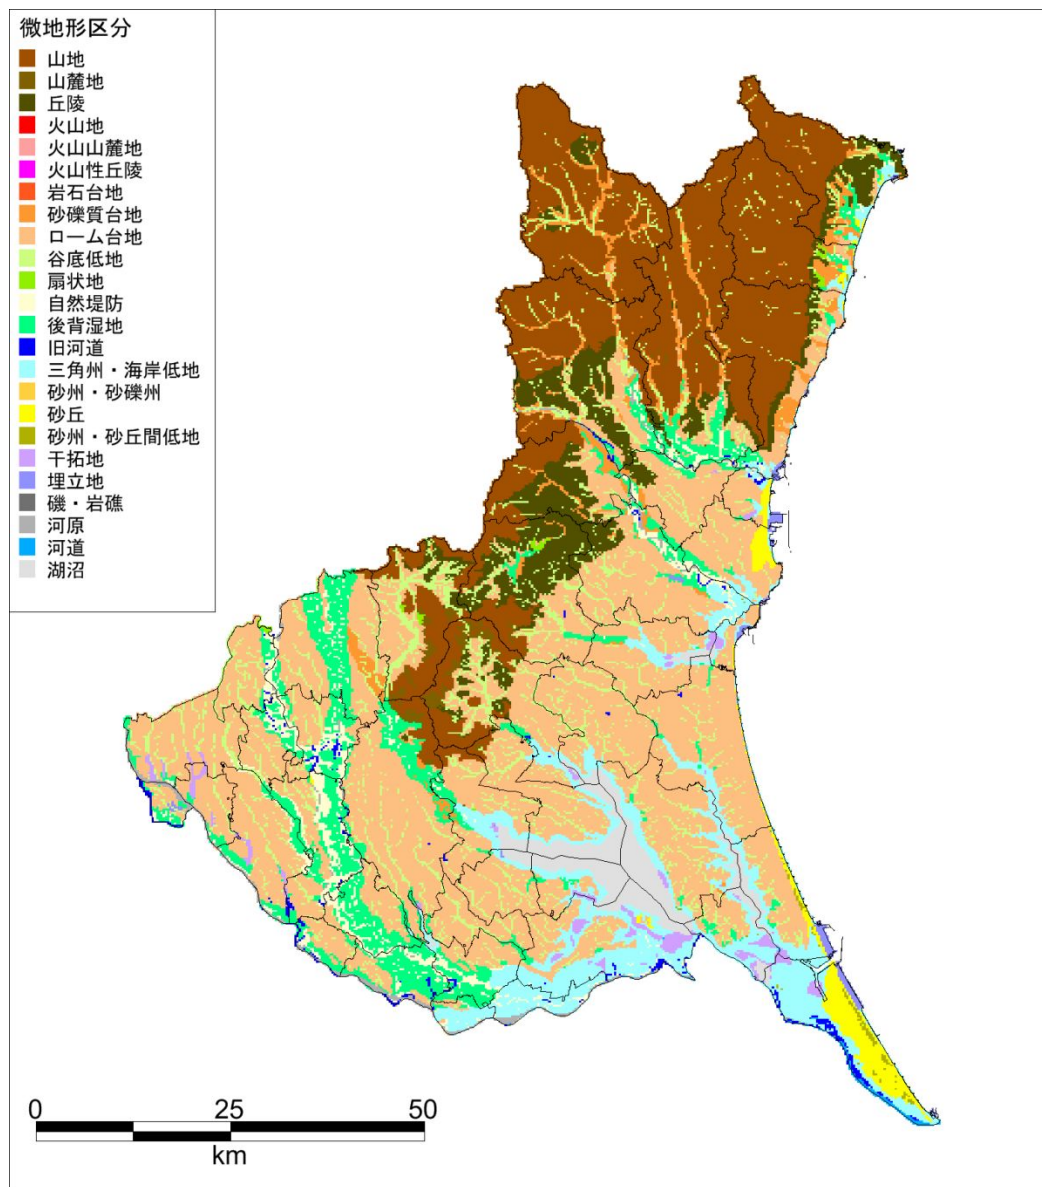 微地形区分
山地
山麓地
丘陵
火山地
火山山麓地
火山性丘陵
岩石台地
砂礫質台地
ローム台地
谷底低地
扇状地
自然堤防
後背湿地
旧河道
三角州・海岸低地
砂州・砂礫州
砂丘
砂州・砂丘間低地
干拓地
埋立地
磯・岩礁
河原
河道
湖沼
0 25 50
km